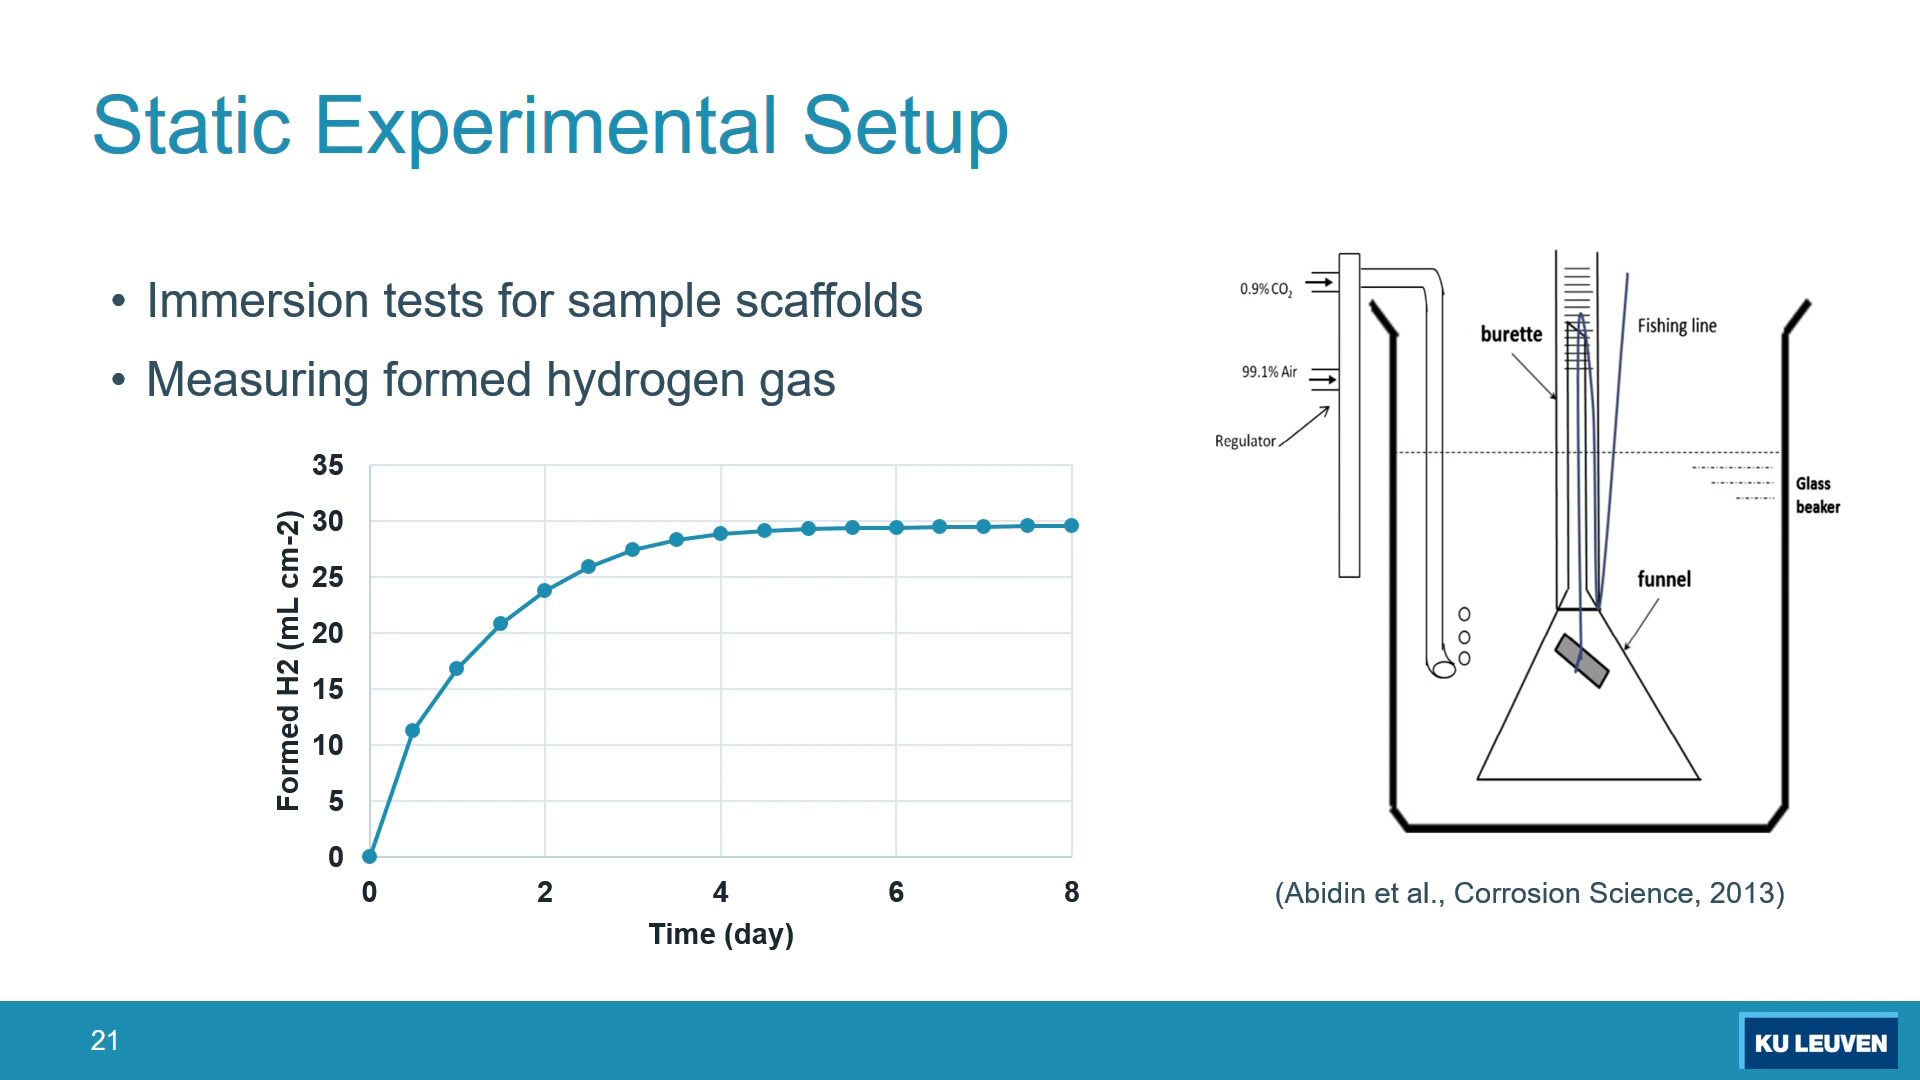 Static Experimental Setup
• Immersion tests for sample scaffolds
• Measuring formed hydrogen gas
Formed H2 (mL cm-2)
35
30
25
20
15
10
5
0
0 2 4 6 8
Time (day)
0.9% CO₂
99.1% Air
Regulator
burette
Fishing line
Glass
beaker
funnel
(Abidin et al., Corrosion Science, 2013)
21
KU LEUVEN